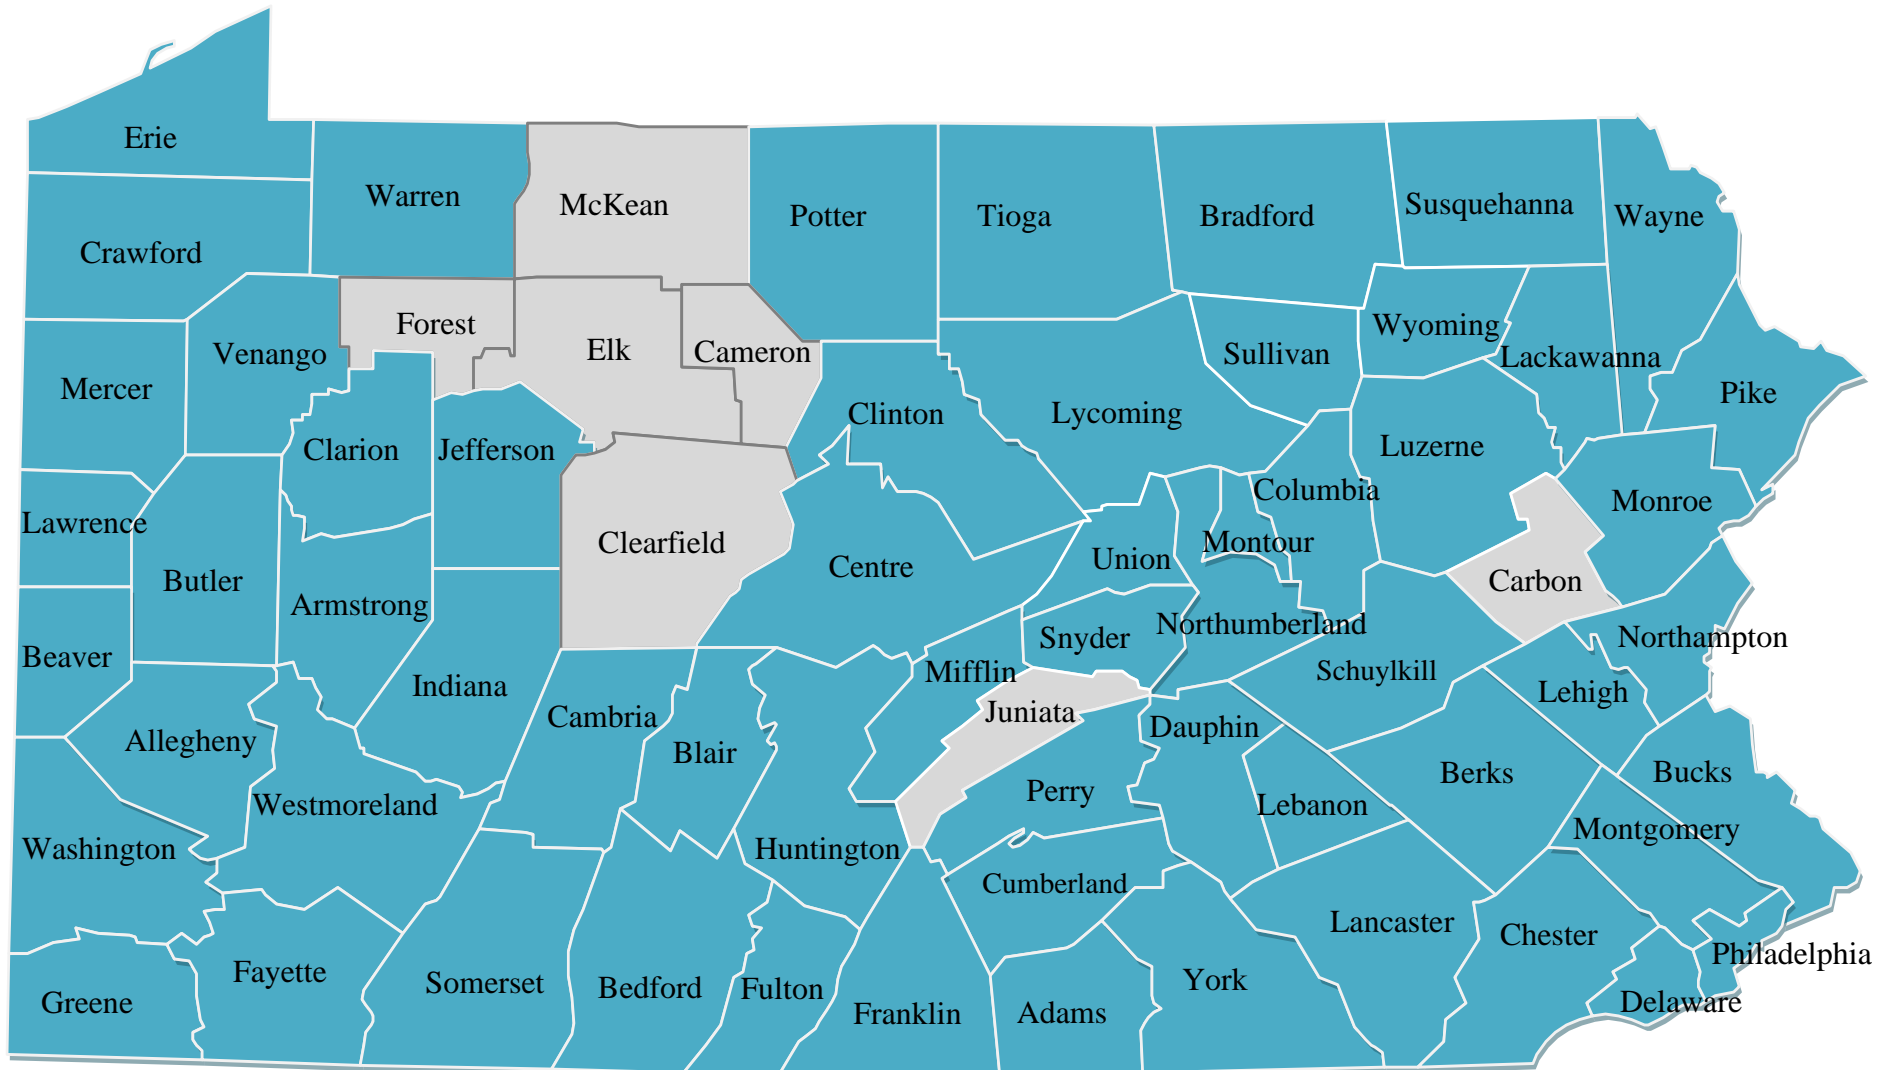 Erie
Warren
McKean
Potter
Tioga
Bradford
Susquehanna
Wayne
Crawford
Forest
Elk
Cameron
Venango
Mercer
Clarion
Jefferson
Clinton
Lycoming
Sullivan
Wyoming
Lackawanna
Pike
Luzerne
Columbia
Monroe
Lawrence
Butler
Armstrong
Clearfield
Centre
Union
Montour
Carbon
Beaver
Indiana
Snyder
Northumberland
Schuylkill
Northampton
Mifflin
Juniata
Lehigh
Allegheny
Cambria
Blair
Dauphin
Perry
Lebanon
Berks
Bucks
Westmoreland
Washington
Huntington
Cumberland
Montgomery
Lancaster
Chester
Philadelphia
Greene
Fayette
Somerset
Bedford
Fulton
Franklin
Adams
York
Delaware